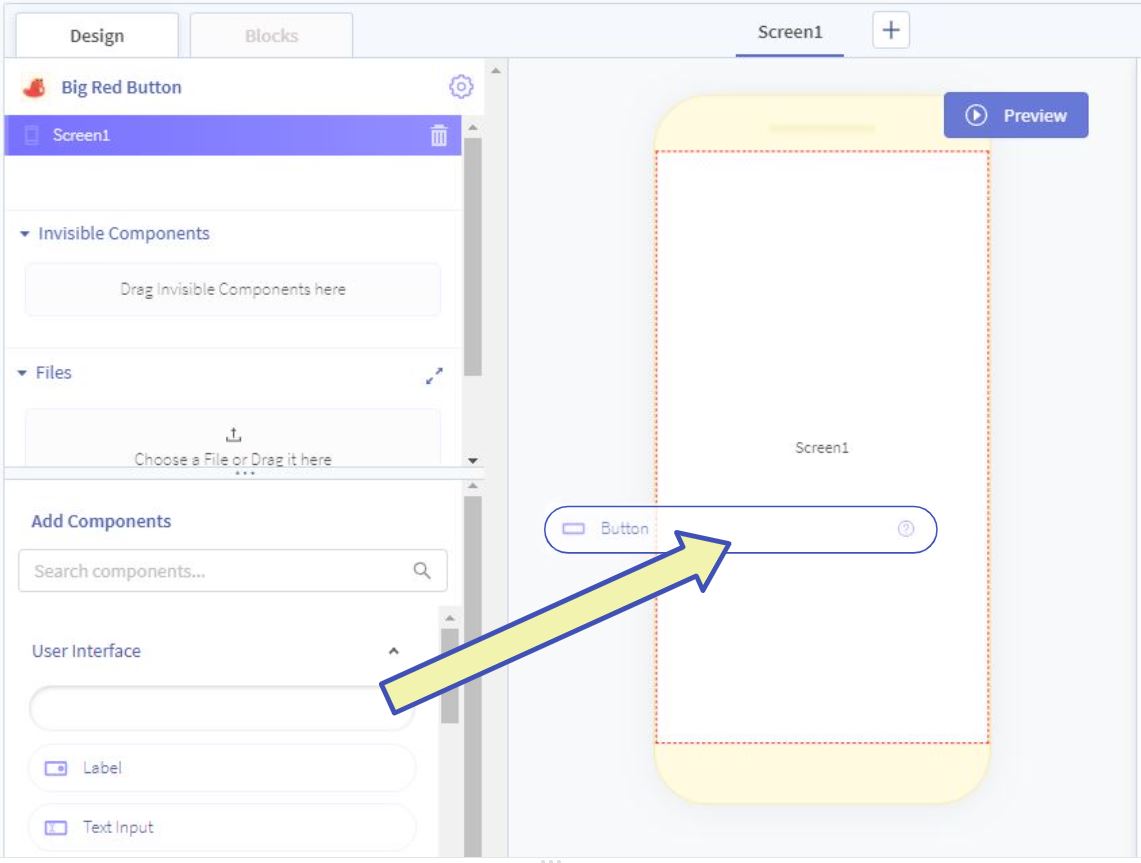 Design
Blocks
Screen1
Big Red Button
Screen1
Preview
Invisible Components
Drag Invisible Components here
Files
Choose a File or Drag it here
Screen1
Add Components
Button
Search components...
User Interface
Label
Text Input